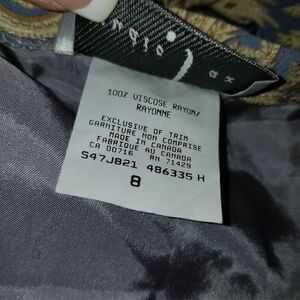 100% VISCOSE RAYON/
RAYONNE
EXCLUSIVE OF TRIM
GARNITURE NON COMPRISE
MADE IN CANADA
FABRIQUE AU CANADA
CA 00716 RN 71429
S47J821 486335 H
8